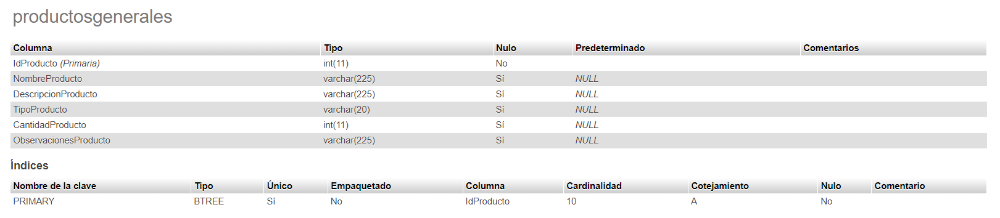 productosgenerales
Columna Tipo Nulo Predeterminado Comentarios
IdProducto (Primaria) int(11) No
NombreProducto varchar(225) Sí NULL
DescripcionProducto varchar(225) Sí NULL
TipoProducto varchar(20) Sí NULL
CantidadProducto int(11) Sí NULL
ObservacionesProducto varchar(225) Sí NULL
Índices
Nombre de la clave Tipo Único Empaquetado Columna Cardinalidad Cotejamiento Nulo Comentario
PRIMARY BTREE Sí No IdProducto 10 A No